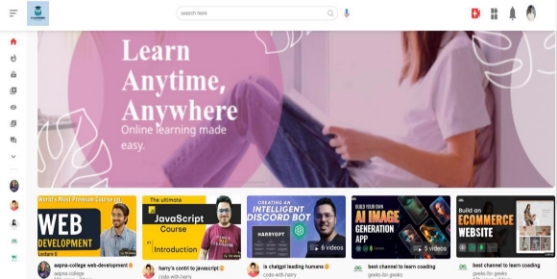 search here
Learn
Anytime,
Anywhere
Online learning made
easy.
World's Most Premium Course
WEB
DEVELOPMENT
Lecture 1
The ultimate
JavaScript
Course
Introduction
CREATING AN
INTELLIGENT
DISCORD BOT
HARRYGPT
6 videos
BUILD YOUR OWN
AI IMAGE
GENERATION
APP
5 videos
Build an
ECOMMERCE
WEBSITE
apna-college web-development
apna college
harry's contri to javascript
code-with-harry
is chatgpt leading humans
code with harry
best channel to learn coading
geeks-for-geeks
best channel to learn coading
geeks-for-geeks